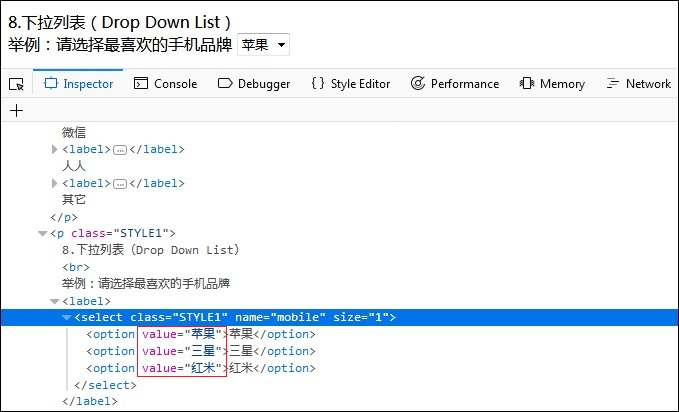 8.下拉列表（Drop Down List）
举例：请选择最喜欢的手机品牌 苹果
Inspector Console Debugger Style Editor Performance Memory Network
微信
<label>…</label>
人人
<label>…</label>
其它
</p>
<p class="STYLE1">
8.下拉列表（Drop Down List）
<br>
举例：请选择最喜欢的手机品牌
<label>
<select class="STYLE1" name="mobile" size="1">
<option value="苹果">苹果</option>
<option value="三星">三星</option>
<option value="红米">红米</option>
</select>
</label>